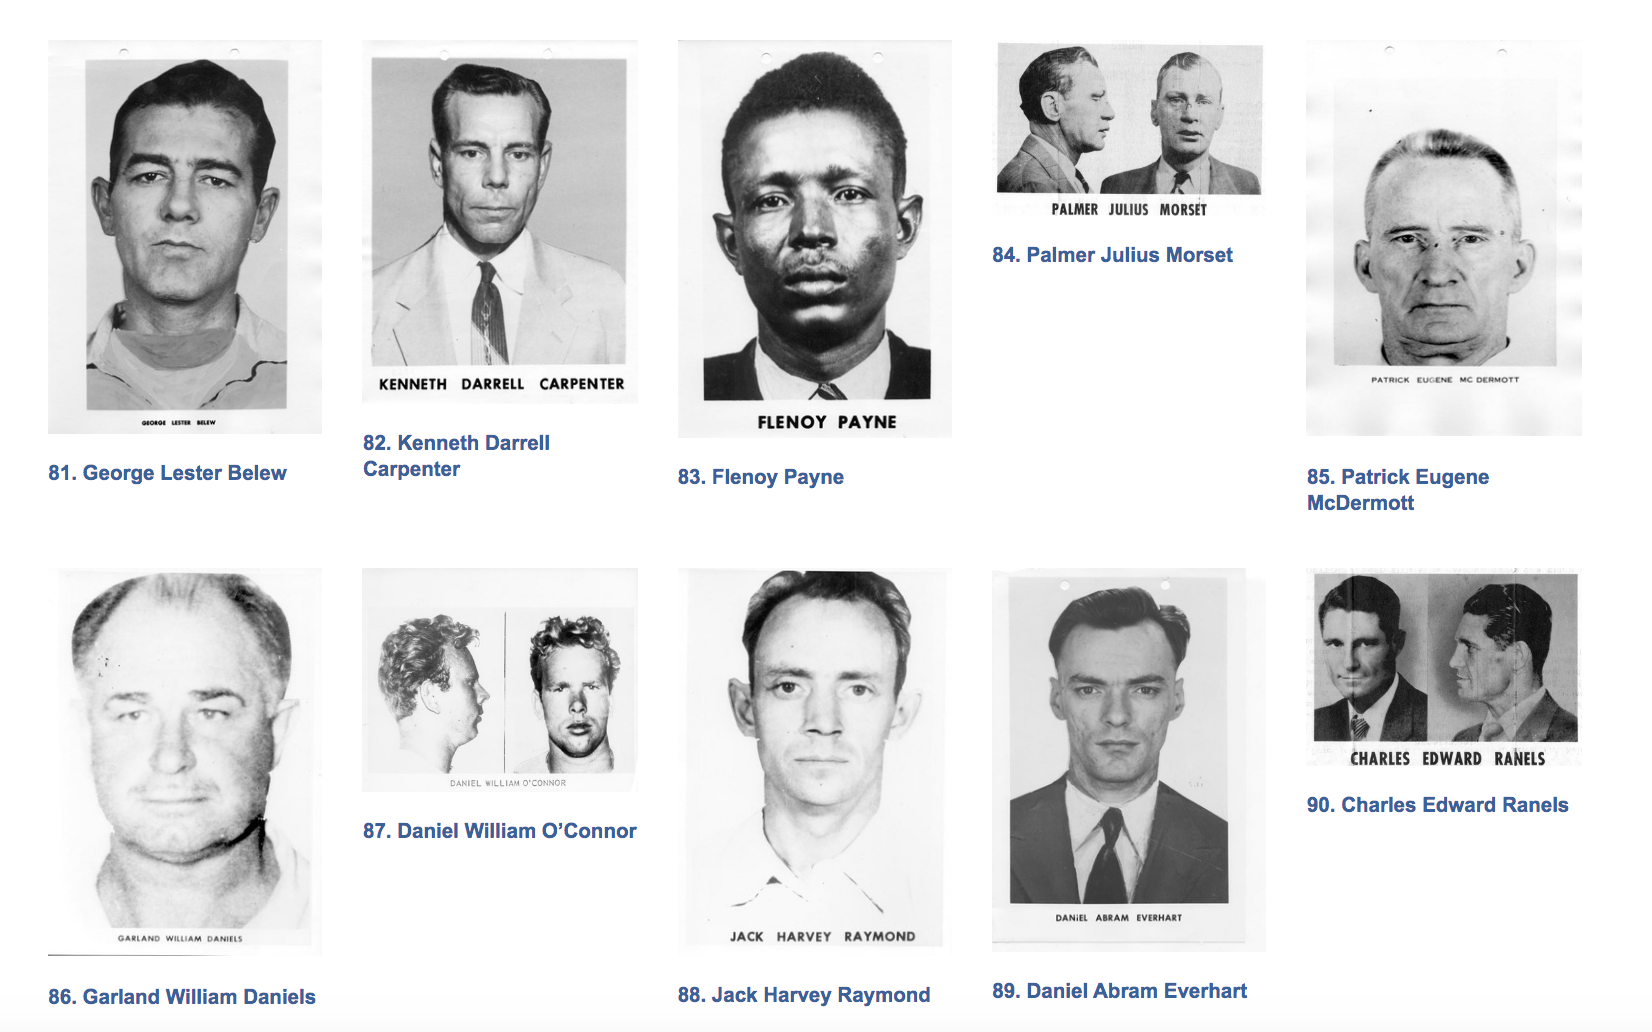 GEORGE LESTER BELEW
81. George Lester Belew
KENNETH DARRELL CARPENTER
82. Kenneth Darrell
Carpenter
FLENOY PAYNE
83. Flenoy Payne
PALMER JULIUS MORSET
84. Palmer Julius Morset
PATRICK EUGENE MC DERMOTT
85. Patrick Eugene
McDermott
GARLAND WILLIAM DANIELS
86. Garland William Daniels
DANIEL WILLIAM O'CONNOR
87. Daniel William O’Connor
JACK HARVEY RAYMOND
88. Jack Harvey Raymond
DANIEL ABRAM EVERHART
89. Daniel Abram Everhart
CHARLES EDWARD RANELS
90. Charles Edward Ranels